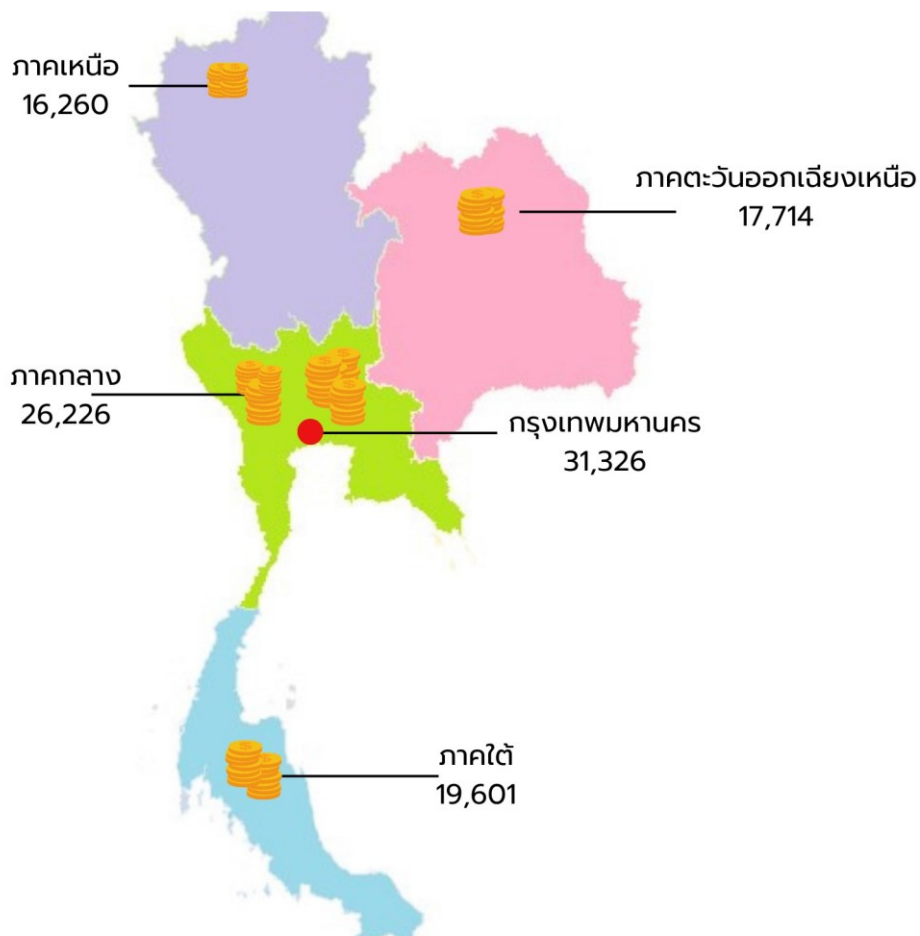 ภาคเหนือ
16,260
ภาคตะวันออกเฉียงเหนือ
17,714
ภาคกลาง
26,226
กรุงเทพมหานคร
31,326
ภาคใต้
19,601